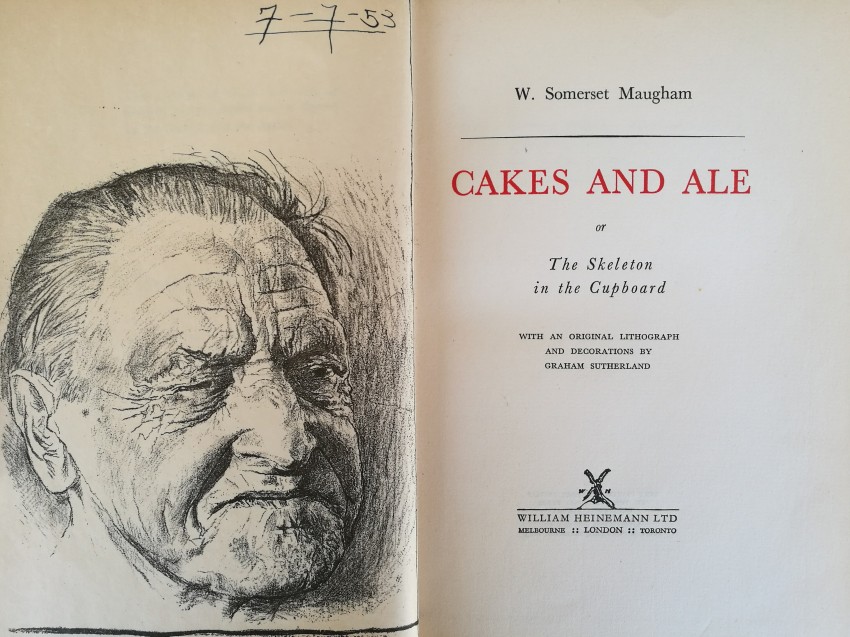 7-7-53
W. Somerset Maugham
CAKES AND ALE
or
The Skeleton
in the Cupboard
WITH AN ORIGINAL LITHOGRAPH
AND DECORATIONS BY
GRAHAM SUTHERLAND
W H
WILLIAM HEINEMANN LTD
MELBOURNE :: LONDON :: TORONTO